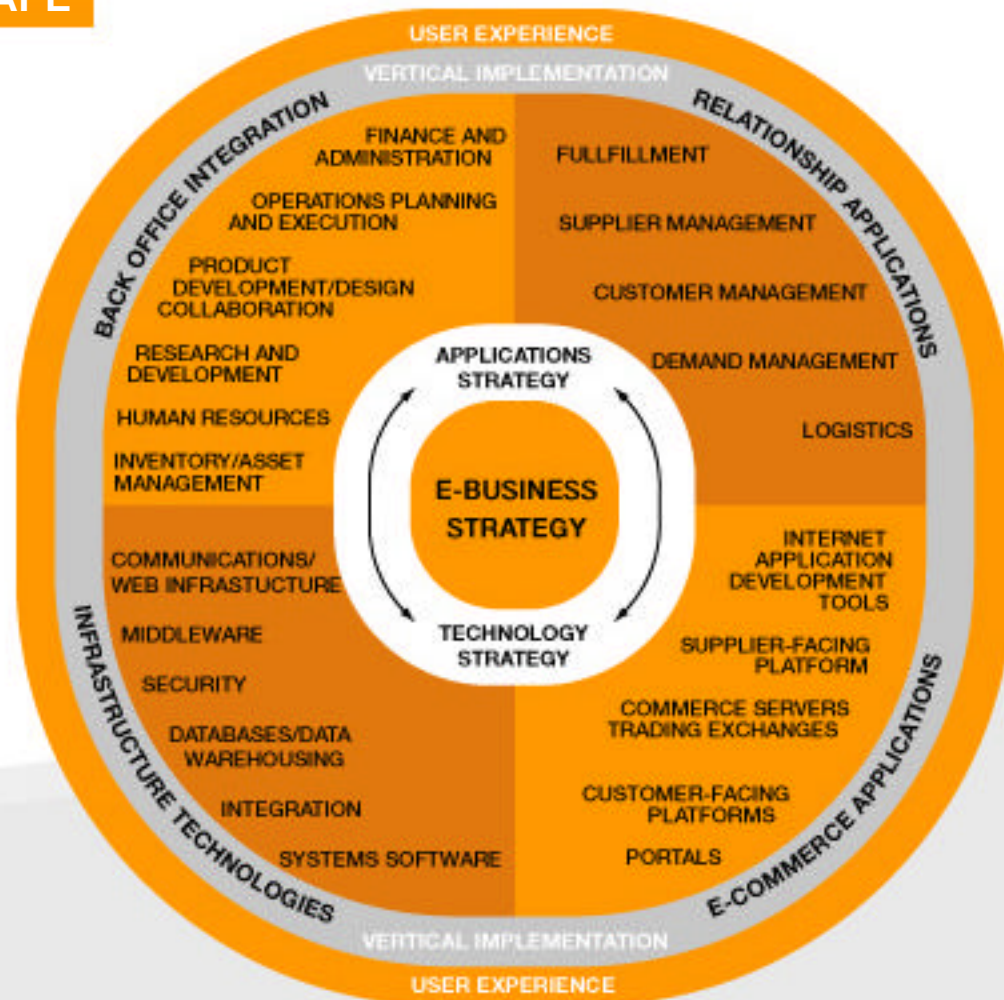 USER EXPERIENCE
VERTICAL IMPLEMENTATION
BACK OFFICE INTEGRATION
FINANCE AND
ADMINISTRATION
OPERATIONS PLANNING
AND EXECUTION
PRODUCT
DEVELOPMENT/DESIGN
COLLABORATION
RESEARCH AND
DEVELOPMENT
HUMAN RESOURCES
INVENTORY/ASSET
MANAGEMENT
RELATIONSHIP APPLICATIONS
FULLFILLMENT
SUPPLIER MANAGEMENT
CUSTOMER MANAGEMENT
DEMAND MANAGEMENT
LOGISTICS
APPLICATIONS
STRATEGY
E-BUSINESS
STRATEGY
TECHNOLOGY
STRATEGY
INFRASTRUCTURE TECHNOLOGIES
COMMUNICATIONS/
WEB INFRASTUCTURE
MIDDLEWARE
SECURITY
DATABASES/DATA
WAREHOUSING
INTEGRATION
SYSTEMS SOFTWARE
E-COMMERCE APPLICATIONS
INTERNET
APPLICATION
DEVELOPMENT
TOOLS
SUPPLIER-FACING
PLATFORM
COMMERCE SERVERS
TRADING EXCHANGES
CUSTOMER-FACING
PLATFORMS
PORTALS
VERTICAL IMPLEMENTATION
USER EXPERIENCE